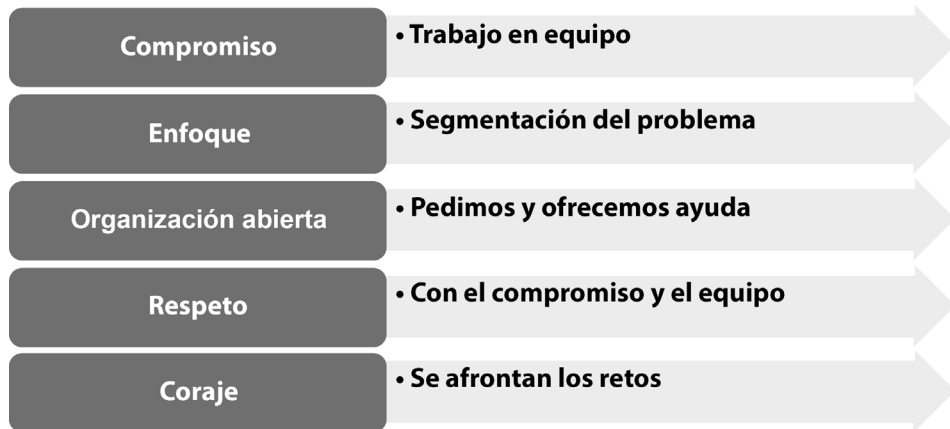 Compromiso
• Trabajo en equipo
Enfoque
• Segmentación del problema
Organización abierta
• Pedimos y ofrecemos ayuda
Respeto
• Con el compromiso y el equipo
Coraje
• Se afrontan los retos